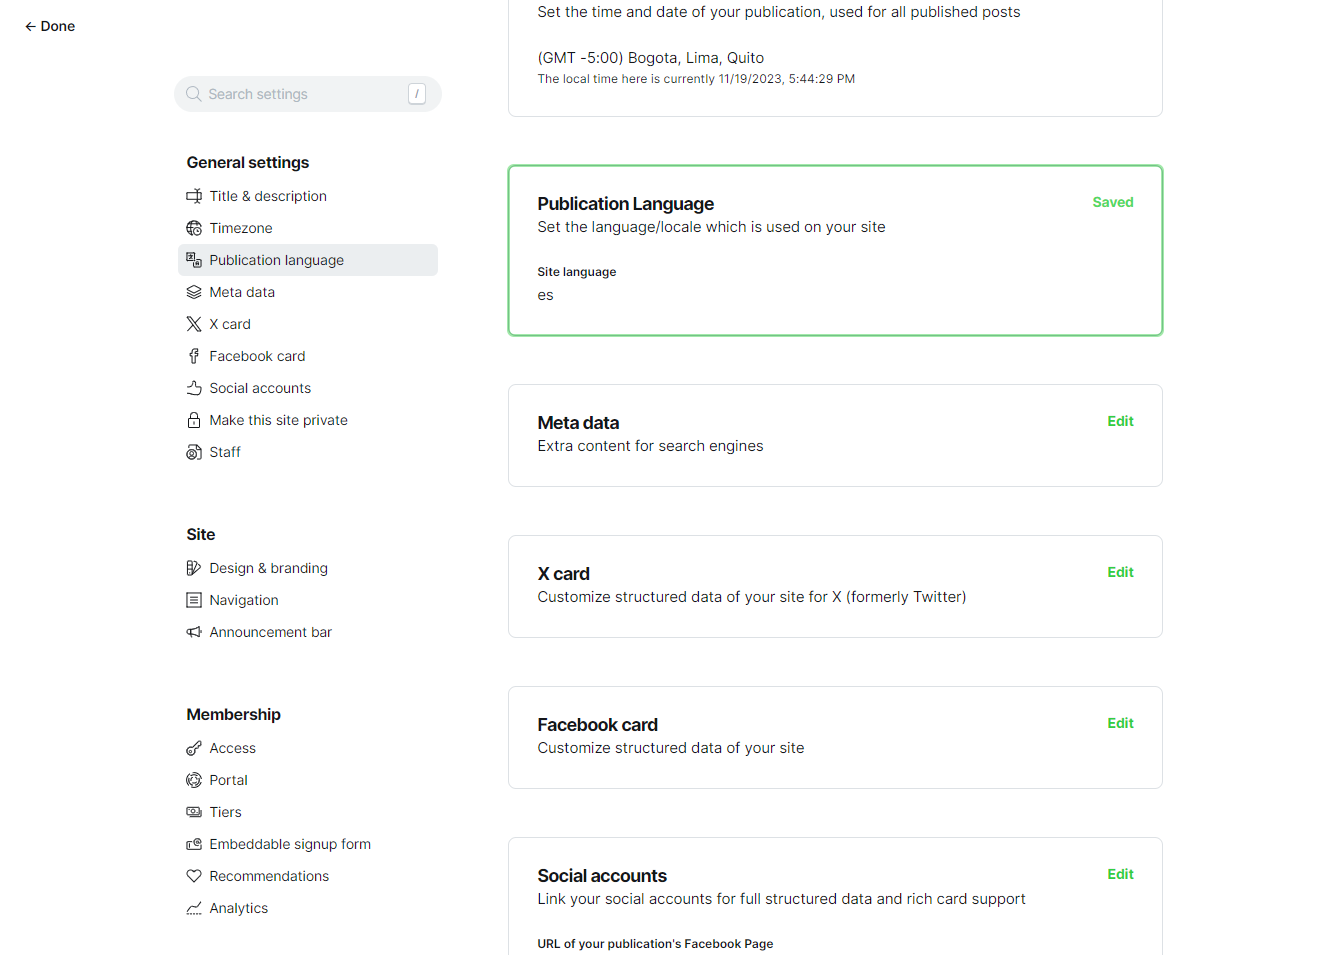 ← Done
Search settings /
General settings
Title & description
Timezone
Publication language
Meta data
X card
Facebook card
Social accounts
Make this site private
Staff
Site
Design & branding
Navigation
Announcement bar
Membership
Access
Portal
Tiers
Embeddable signup form
Recommendations
Analytics
Set the time and date of your publication, used for all published posts
(GMT -5:00) Bogota, Lima, Quito
The local time here is currently 11/19/2023, 5:44:29 PM
Publication Language
Saved
Set the language/locale which is used on your site
Site language
es
Meta data
Edit
Extra content for search engines
X card
Edit
Customize structured data of your site for X (formerly Twitter)
Facebook card
Edit
Customize structured data of your site
Social accounts
Edit
Link your social accounts for full structured data and rich card support
URL of your publication's Facebook Page